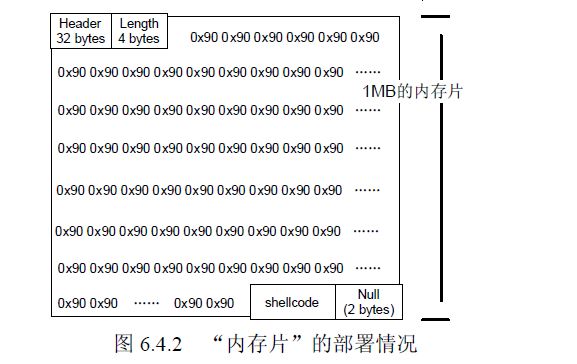 Header
32 bytes
Length
4 bytes
0x90 0x90 0x90 0x90 0x90 0x90
0x90 0x90 0x90 0x90 0x90 0x90 0x90 0x90 0x90 ……
1MB的内存片
0x90 0x90 0x90 0x90 0x90 0x90 0x90 0x90 0x90 ……
0x90 0x90 0x90 0x90 0x90 0x90 0x90 0x90 0x90 ……
0x90 0x90 0x90 0x90 0x90 0x90 0x90 0x90 0x90 ……
0x90 0x90 0x90 0x90 0x90 0x90 0x90 0x90 0x90 ……
0x90 0x90 0x90 0x90 0x90 0x90 0x90 0x90 0x90 ……
0x90 0x90 …… 0x90 0x90
shellcode
Null
(2 bytes)
图 6.4.2 “内存片”的部署情况